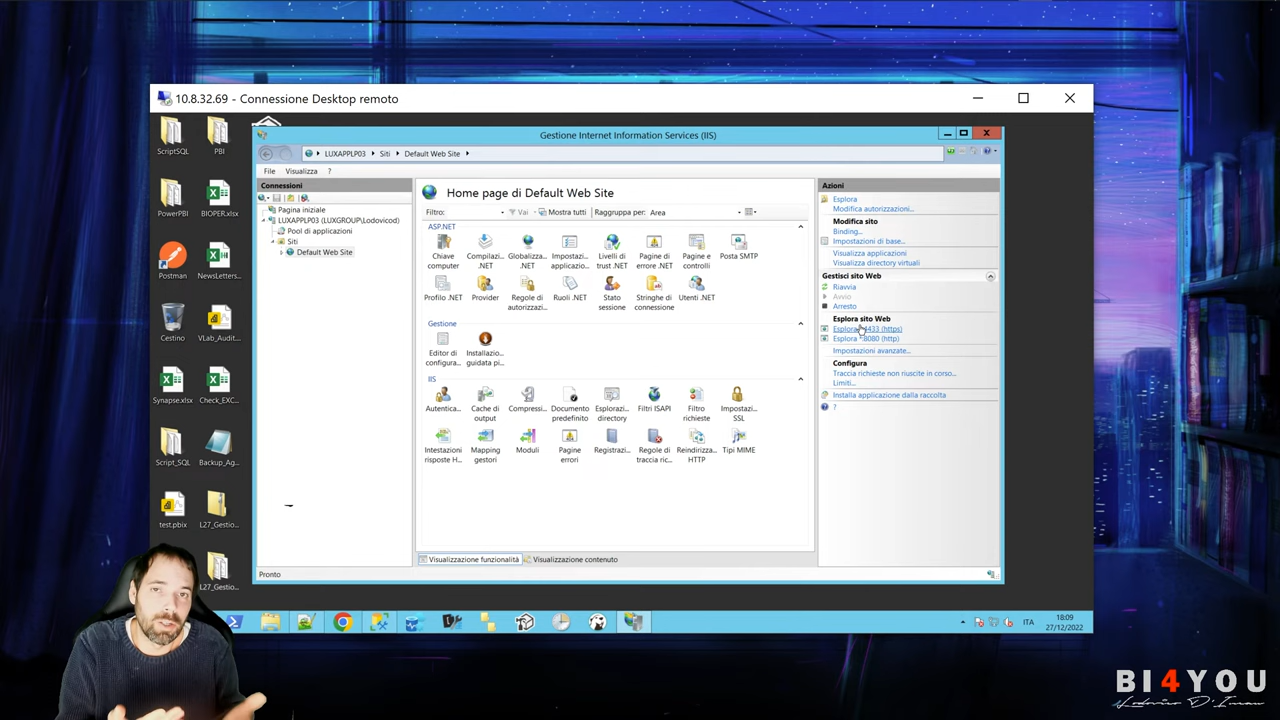 10.8.32.69 - Connessione Desktop remoto
ScriptSQL
PBI
PowerPBI
BIOPER.xlsx
Postman
NewsLetters...
Cestino
VLab_Audit...
Synapse.xlsx
Check_EXC...
Script_SQL
Backup_Ag...
test.pbix
L27_Gestio...
L27_Gestio...
Gestione Internet Information Services (IIS)
LUXAPPLP03
Siti
Default Web Site
File
Visualizza
?
Connessioni
Pagina iniziale
LUXAPPLP03 (LUXGROUP\Lodovicod)
Pool di applicazioni
Siti
Default Web Site
Home page di Default Web Site
Filtro:
Vai
Mostra tutti
Raggruppa per:
Area
ASP.NET
Chiave computer
Compilazi... .NET
Globalizza... .NET
Impostazi... applicazio...
Livelli di trust .NET
Pagine di errore .NET
Pagine e controlli
Posta SMTP
Profilo .NET
Provider
Regole di autorizzazi...
Ruoli .NET
Stato sessione
Stringhe di connessione
Utenti .NET
Gestione
Editor di configura...
Installazio... guidata pi...
IIS
Autentica...
Cache di output
Compressi...
Documento predefinito
Esplorazi... directory
Filtri ISAPI
Filtro richieste
Impostazi... SSL
Intestazioni risposte H...
Mapping gestori
Moduli
Pagine errori
Registrazi...
Regole di traccia ric...
Reindirizza... HTTP
Tipi MIME
Visualizzazione funzionalità
Visualizzazione contenuto
Pronto
Azioni
Esplora
Modifica autorizzazioni...
Modifica sito
Binding...
Impostazioni di base...
Visualizza applicazioni
Visualizza directory virtuali
Gestisci sito Web
Riavvia
Avvio
Arresto
Esplora sito Web
Esplora (https)
Esplora *:8080 (http)
Impostazioni avanzate...
Configura
Traccia richieste non riuscite in corso...
Limiti...
Installa applicazione dalla raccolta
?
ITA
18:09
27/12/2022
BI4YOU